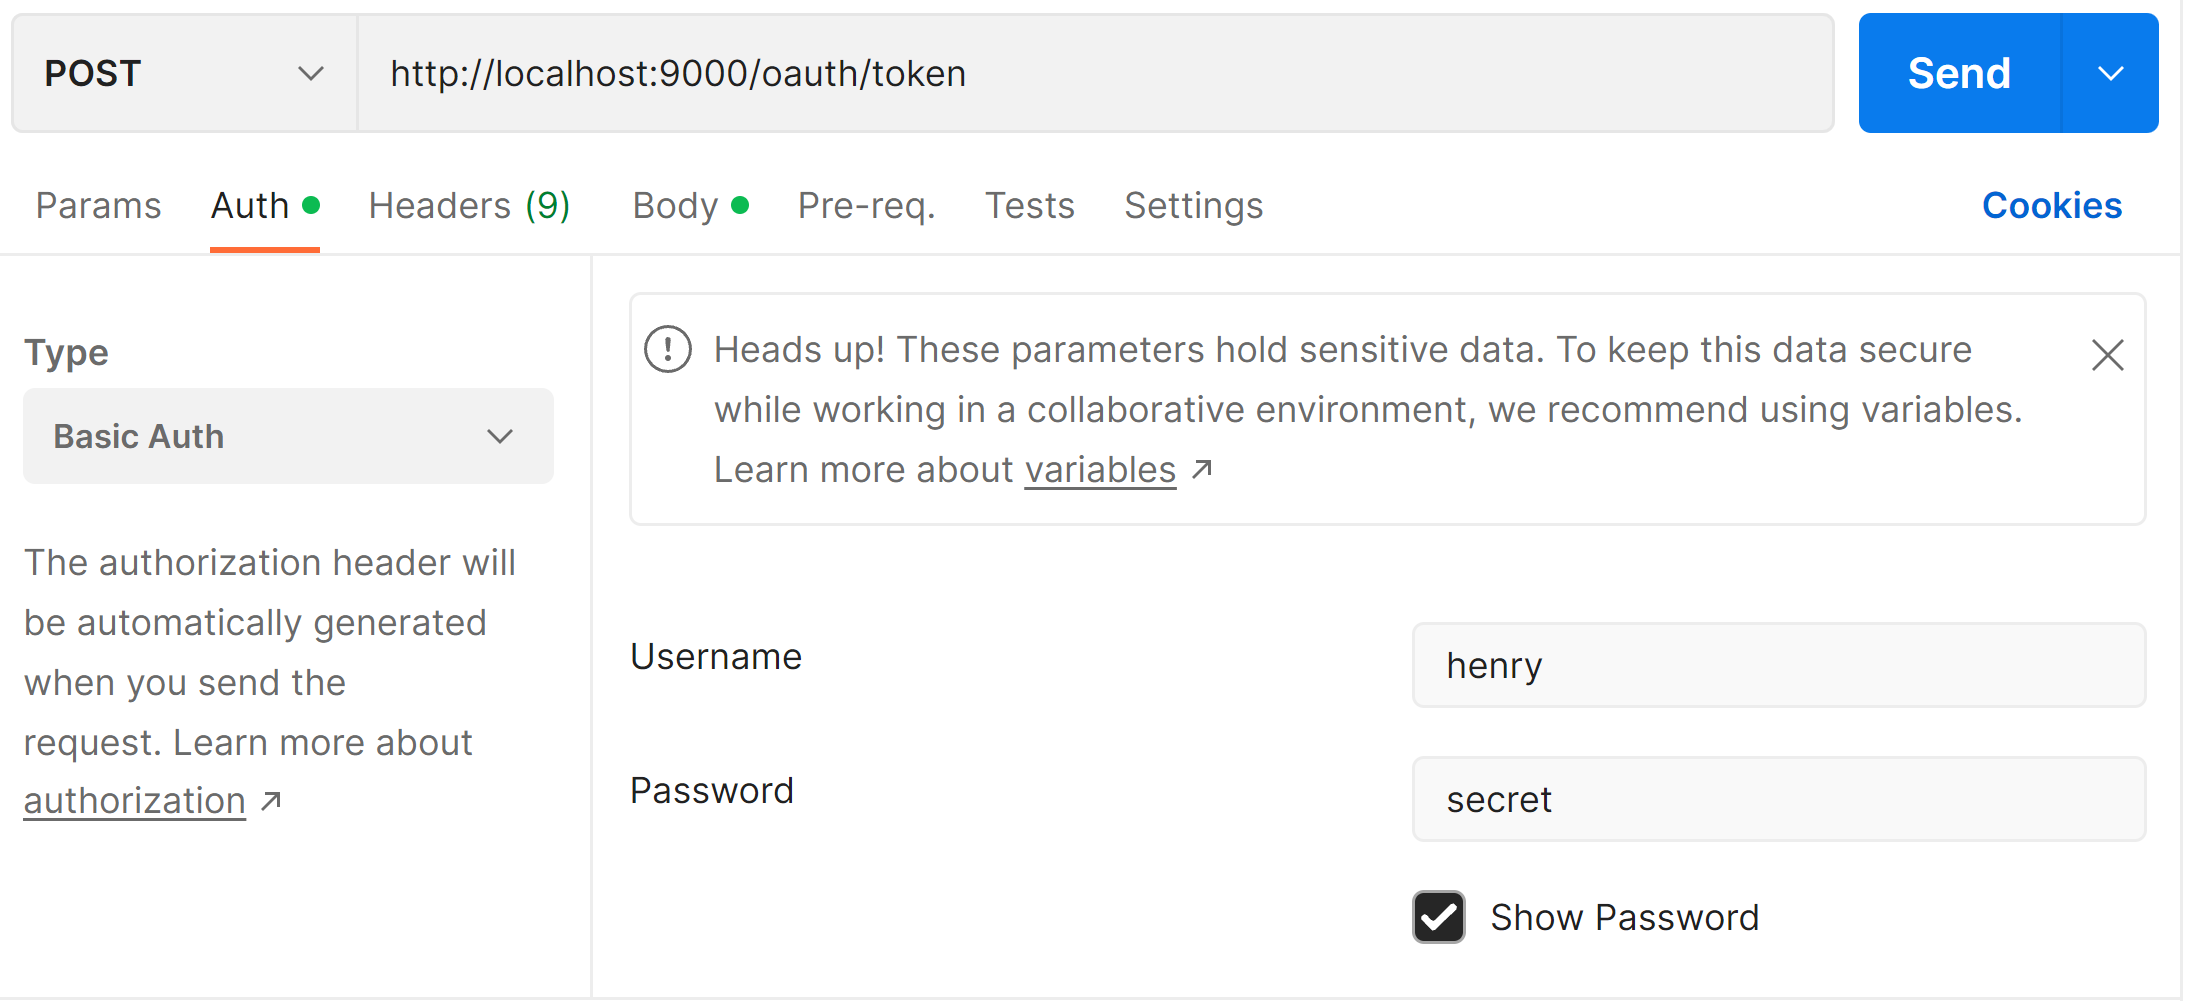 POST
http://localhost:9000/oauth/token
Send
Params
Auth
Headers (9)
Body
Pre-req.
Tests
Settings
Cookies
Type
Basic Auth
The authorization header will
be automatically generated
when you send the
request. Learn more about
authorization ↗
Heads up! These parameters hold sensitive data. To keep this data secure
while working in a collaborative environment, we recommend using variables.
Learn more about variables ↗
Username
henry
Password
secret
Show Password